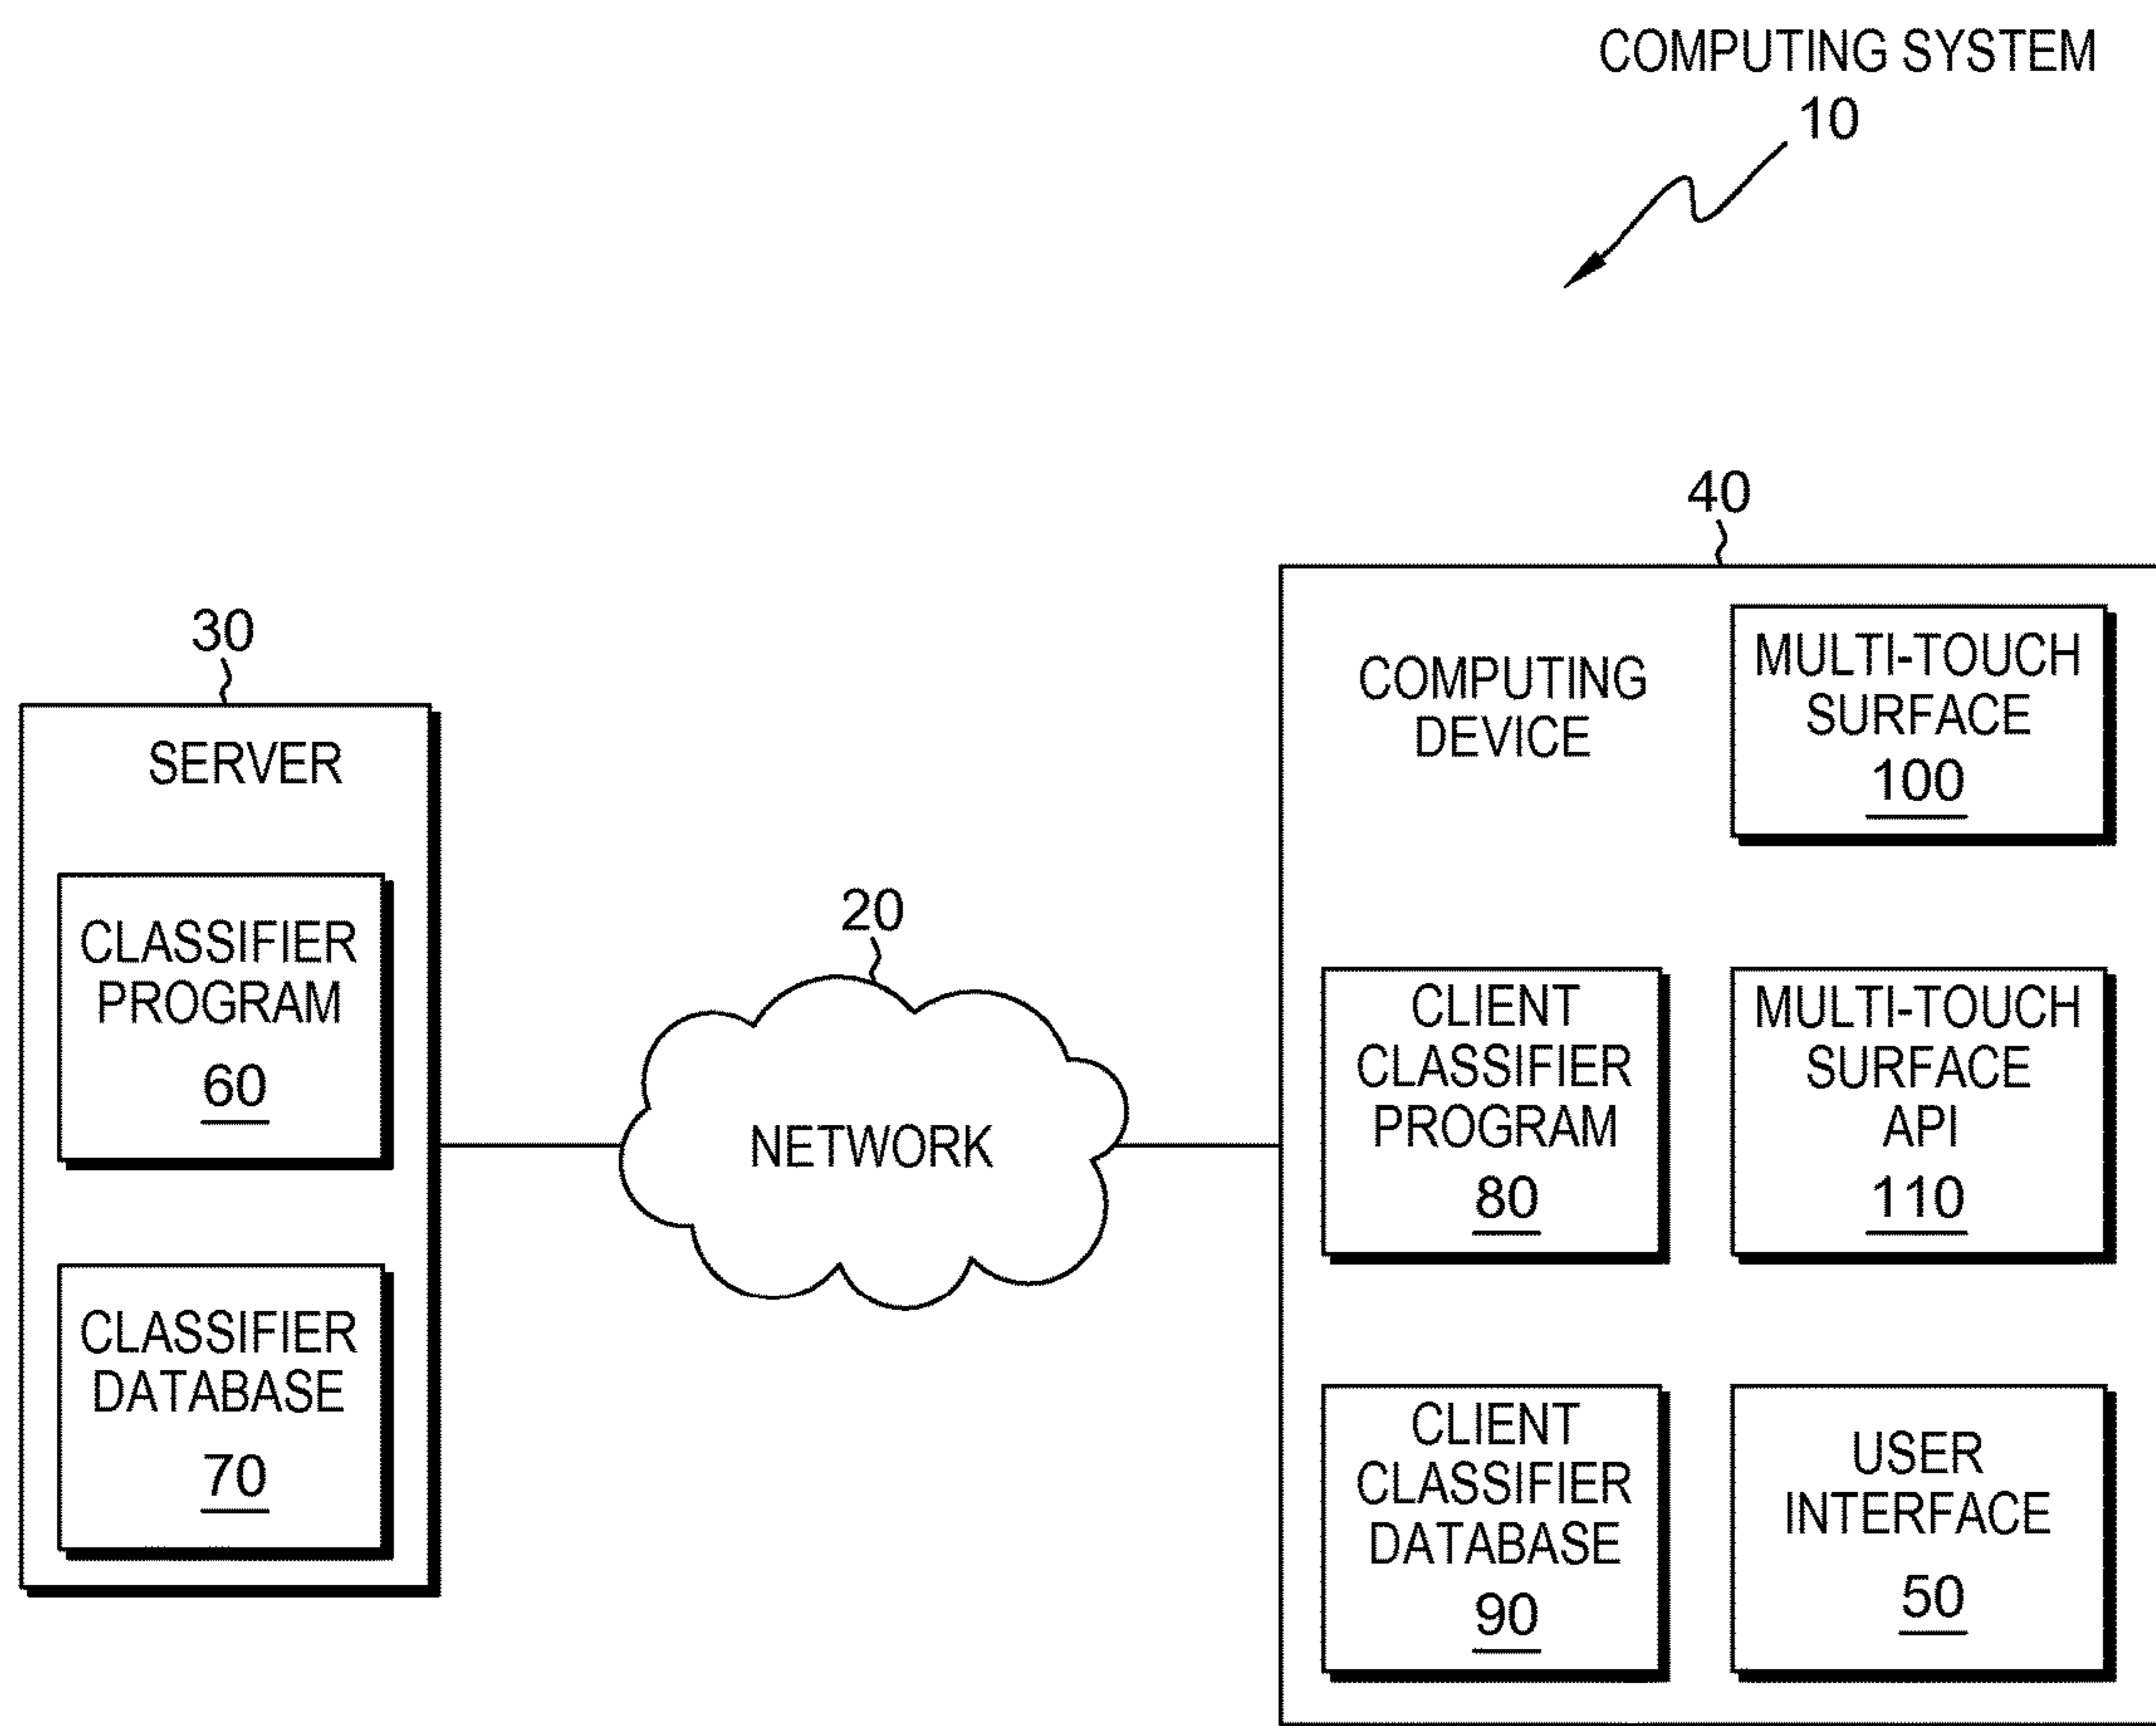 COMPUTING SYSTEM
10
40
30
COMPUTING
DEVICE
MULTI-TOUCH
SURFACE
100
SERVER
CLASSIFIER
PROGRAM
60
20
NETWORK
CLIENT
CLASSIFIER
PROGRAM
80
MULTI-TOUCH
SURFACE
API
110
CLASSIFIER
DATABASE
70
CLIENT
CLASSIFIER
DATABASE
90
USER
INTERFACE
50